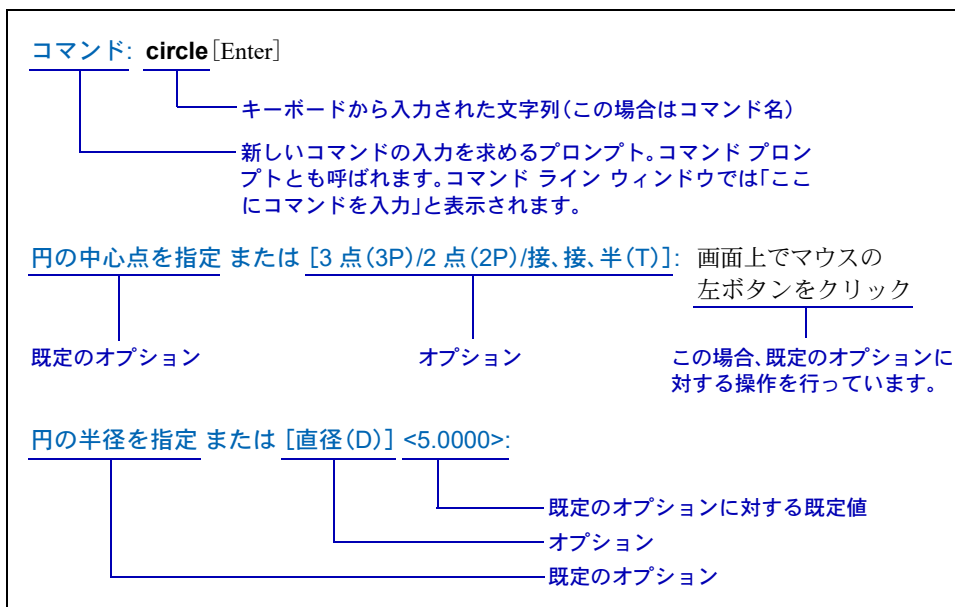 コマンド: circle［Enter］
キーボードから入力された文字列（この場合はコマンド名）
新しいコマンドの入力を求めるプロンプト。コマンド プロン
プトとも呼ばれます。コマンド ライン ウィンドウでは「ここ
にコマンドを入力」と表示されます。
円の中心点を指定 または ［3 点（3P）/2 点（2P）/接、接、半（T）］: 画面上でマウスの
左ボタンをクリック
既定のオプション オプション この場合、既定のオプションに
対する操作を行っています。
円の半径を指定 または ［直径（D）］ <5.0000>:
既定のオプションに対する既定値
オプション
既定のオプション